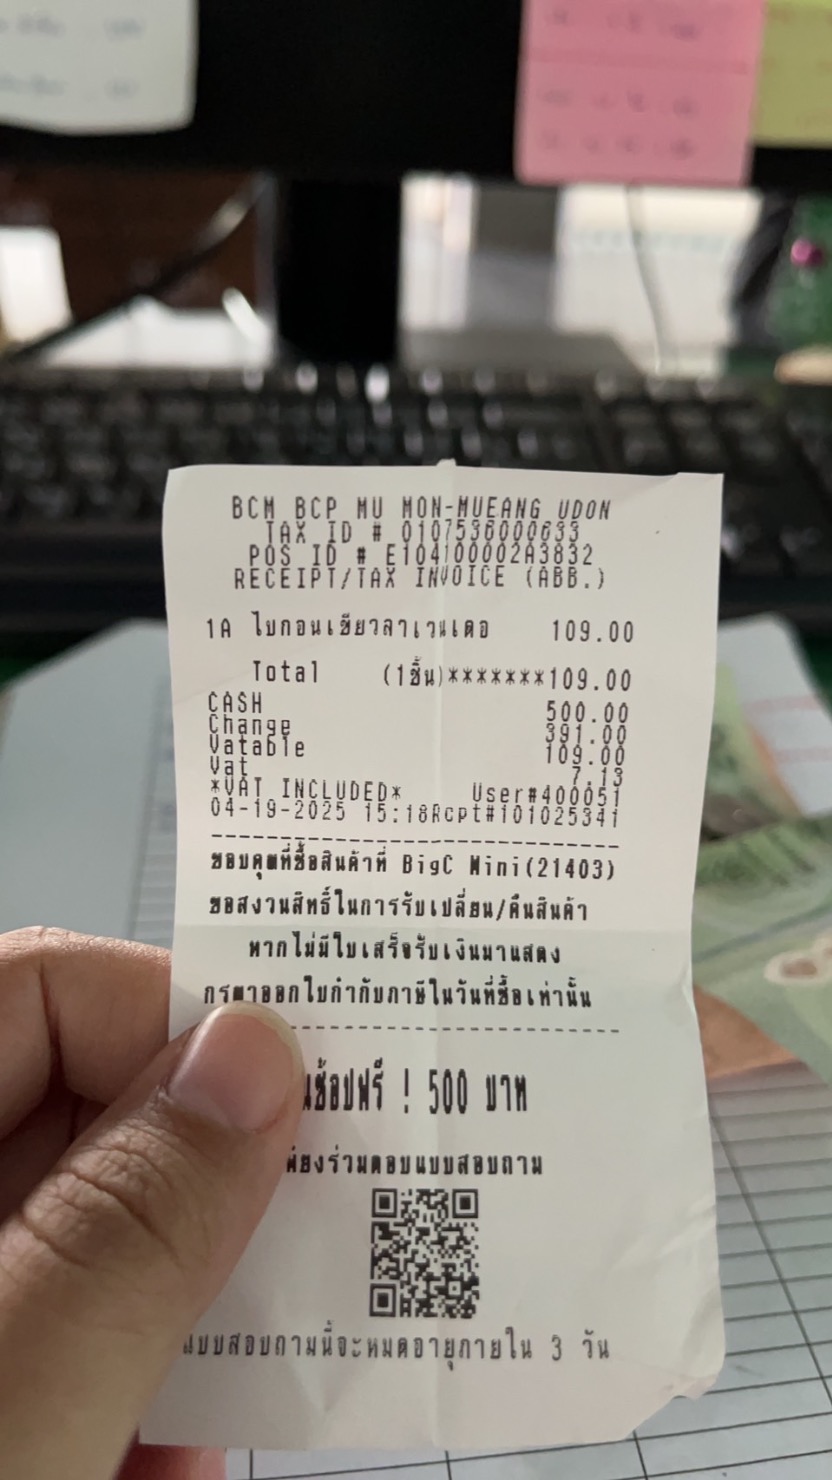 BCM BCP MU MON-MUEANG UDON
TAX ID # 0107536000633
POS ID # E104100002A3832
RECEIPT/TAX INVOICE (ABB.)
1A ไบกอนเขียวลาเวนเดอ 109.00
Total (1ชิ้น)*******109.00
CASH 500.00
Change 391.00
Vatable 109.00
Vat 7.13
*VAT INCLUDED* User#400051
04-19-2025 15:18Rcpt#101025341
ขอบคุณที่ซื้อสินค้าที่ BigC Mini(21403)
ขอสงวนสิทธิ์ในการรับเปลี่ยน/คืนสินค้า
หากไม่มีใบเสร็จรับเงินมาแสดง
กรุณาออกใบกำกับภาษีในวันที่ซื้อเท่านั้น
ช้อปฟรี ! 500 บาท
เพียงร่วมตอบแบบสอบถาม
แบบสอบถามนี้จะหมดอายุภายใน 3 วัน